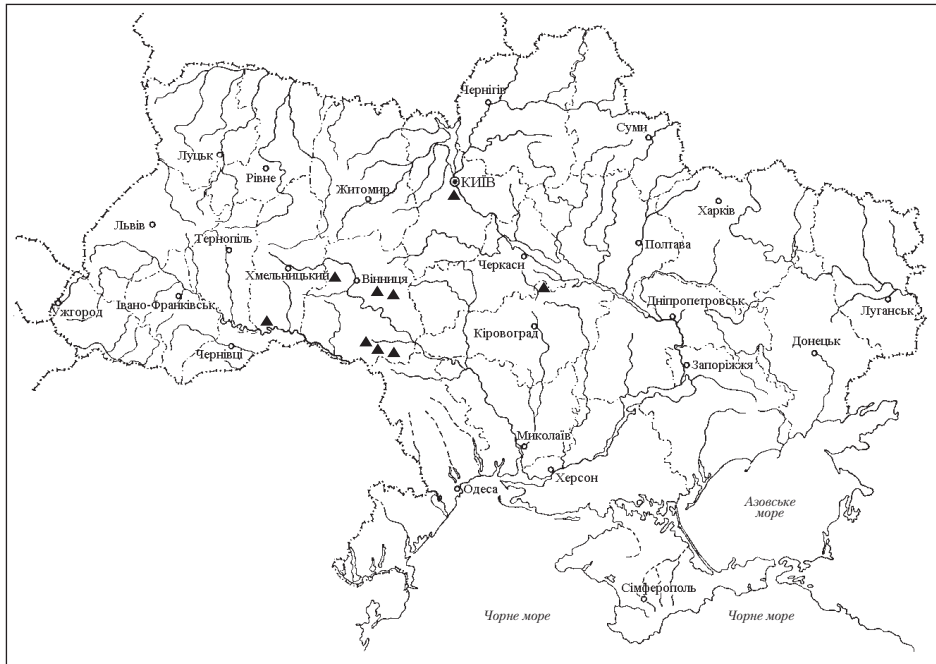 Чернігів
Суми
Луцьк
Рівне
КИЇВ
Житомир
Харків
Львів
Тернопіль
Полтава
Хмельницький
Вінниця
Черкаси
Івано-Франківськ
Ужгород
Дніпропетровськ
Луганськ
Кіровоград
Чернівці
Донецьк
Запоріжжя
Миколаїв
Херсон
Одеса
Азовське
море
Сімферополь
Чорне море
Чорне море